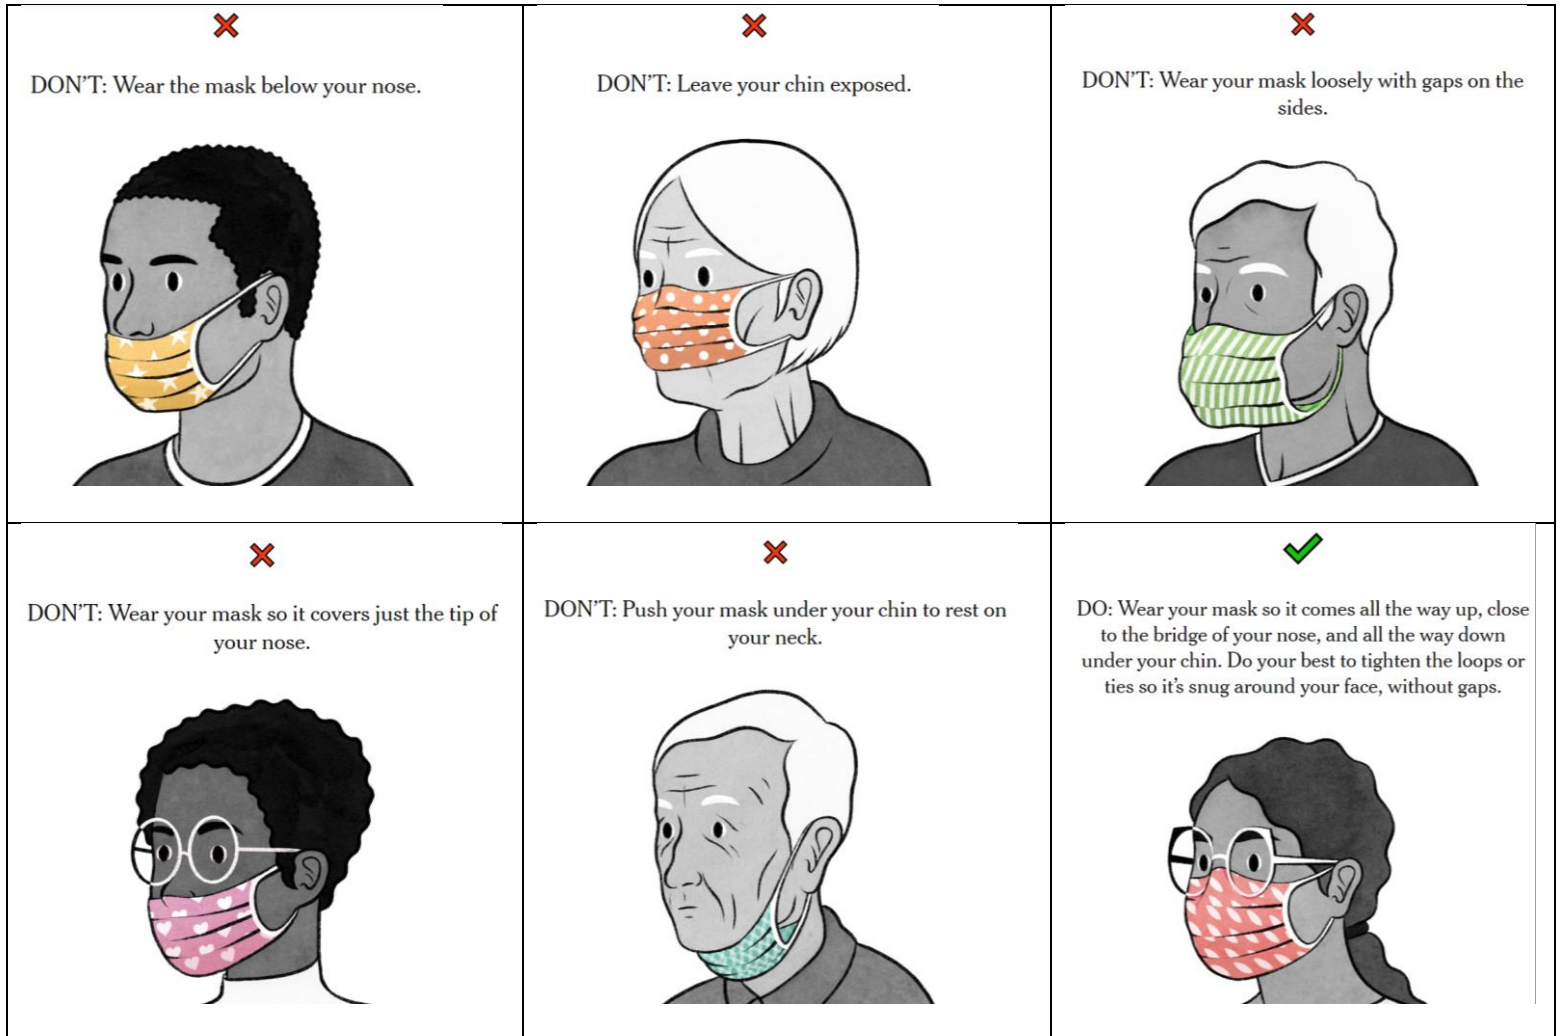 DON'T: Wear the mask below your nose.
DON'T: Leave your chin exposed.
DON'T: Wear your mask loosely with gaps on the
sides.
DON'T: Wear your mask so it covers just the tip of
your nose.
DON'T: Push your mask under your chin to rest on
your neck.
DO: Wear your mask so it comes all the way up, close
to the bridge of your nose, and all the way down
under your chin. Do your best to tighten the loops or
ties so it's snug around your face, without gaps.